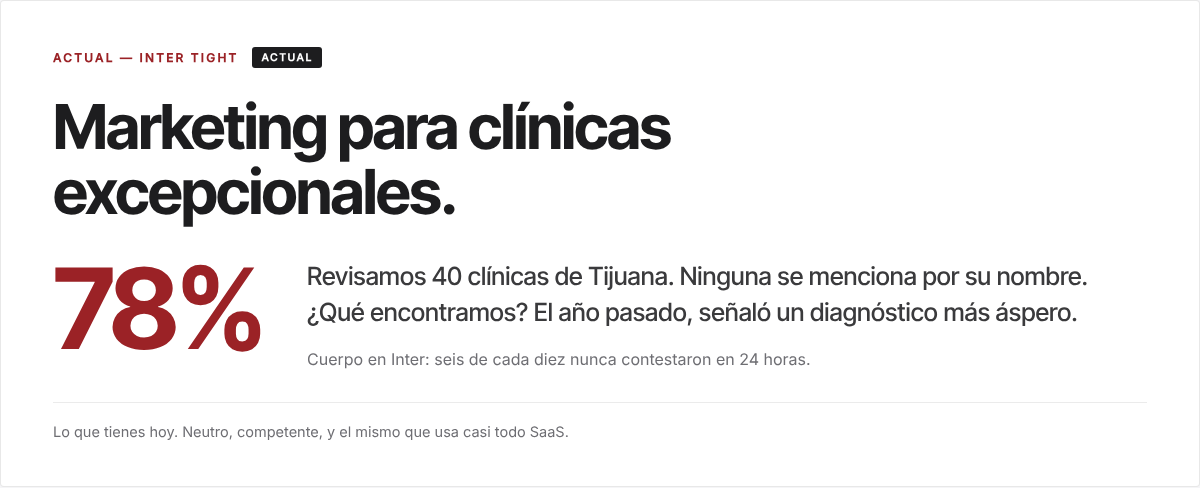 ACTUAL — INTER TIGHT ACTUAL
Marketing para clínicas
excepcionales.
78%
Revisamos 40 clínicas de Tijuana. Ninguna se menciona por su nombre.
¿Qué encontramos? El año pasado, señaló un diagnóstico más áspero.
Cuerpo en Inter: seis de cada diez nunca contestaron en 24 horas.
Lo que tienes hoy. Neutro, competente, y el mismo que usa casi todo SaaS.